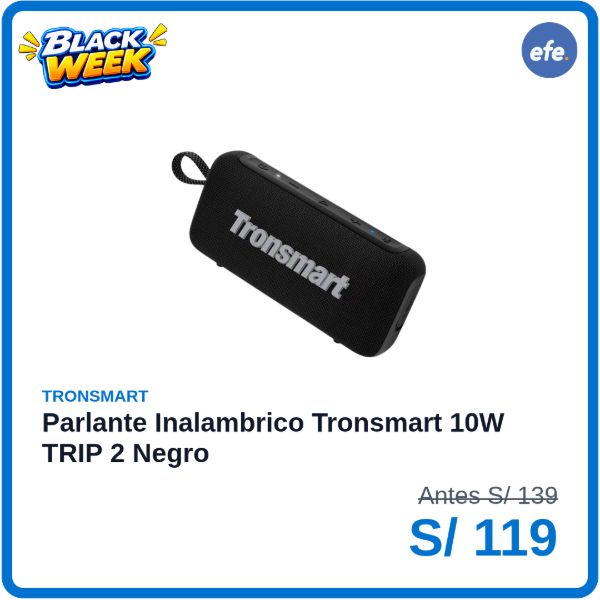 BLACK
WEEK
efe.
Tronsmart
TRONSMART
Parlante Inalambrico Tronsmart 10W
TRIP 2 Negro
Antes S/ 139
S/ 119